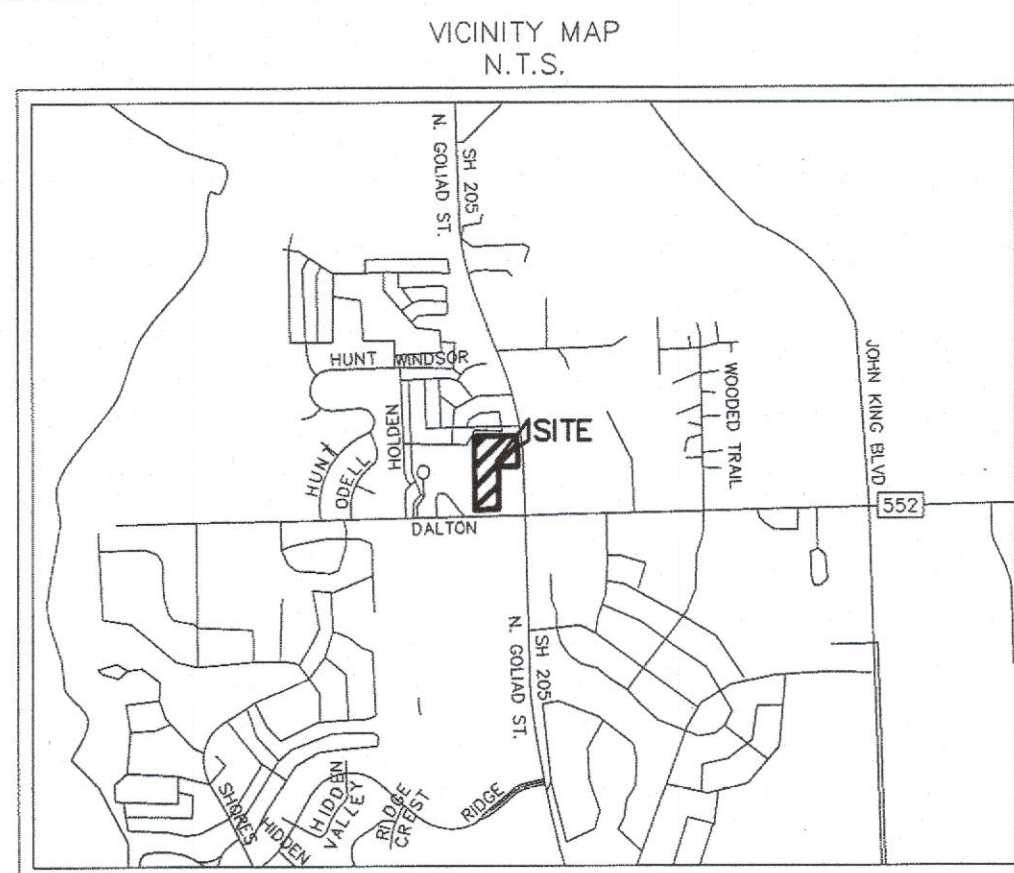 VICINITY MAP
N.T.S.
N. GOLIAD ST.
SH 205
HUNT
WINDSOR
HOLDEN
SITE
WOODED TRAIL
JOHN KING BLVD
HUNT
ODELL
552
DALTON
N. GOLIAD ST.
SH 205
SHORES
HIDDEN
HIDDEN
VALLEY
RIDGE
CREST
RIDGE